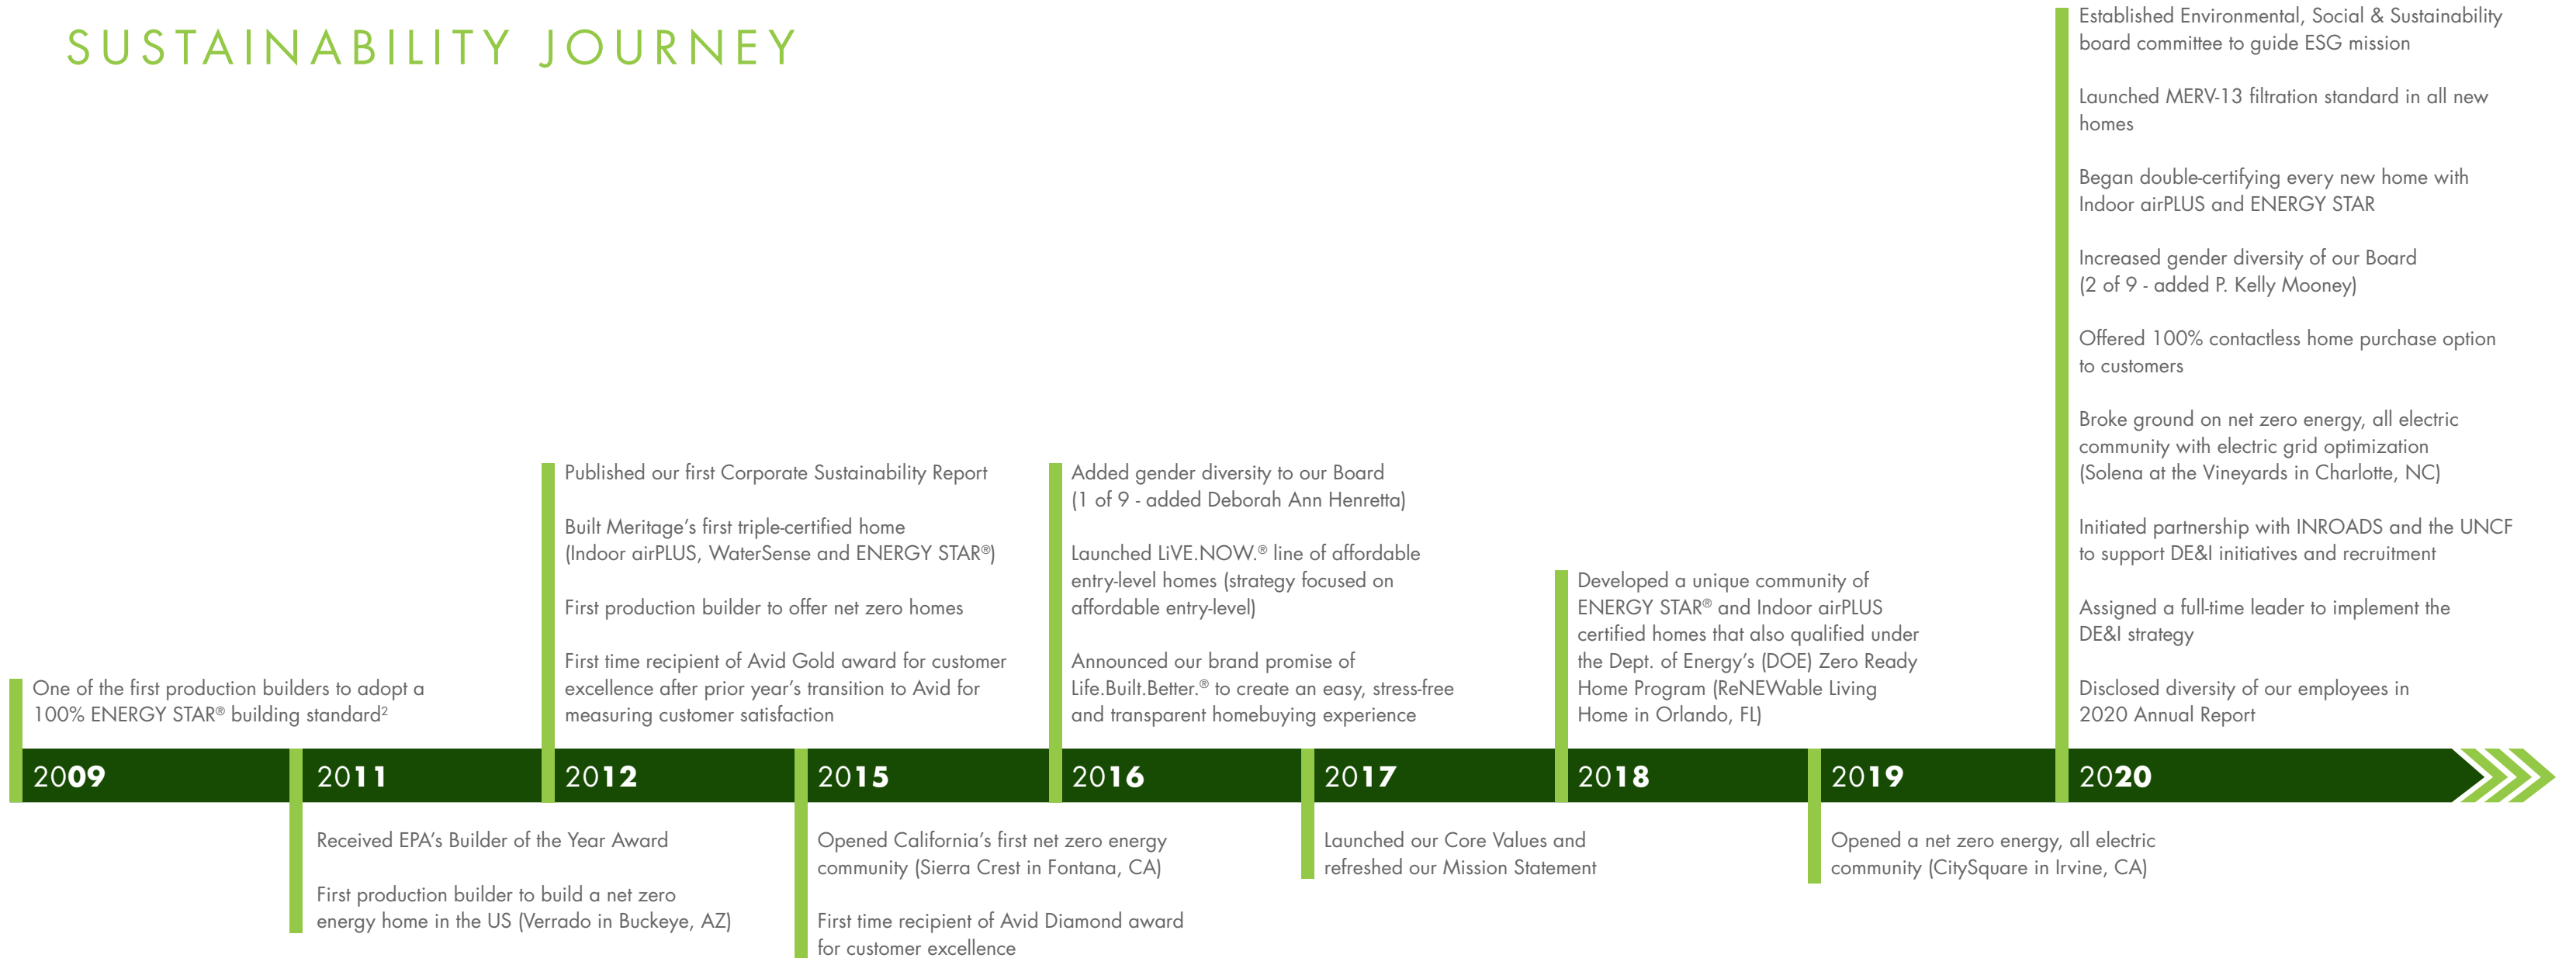 SUSTAINABILITY JOURNEY
One of the first production builders to adopt a
100% ENERGY STAR® building standard²
2009
2011
Received EPA's Builder of the Year Award
First production builder to build a net zero
energy home in the US (Verrado in Buckeye, AZ)
Published our first Corporate Sustainability Report
Built Meritage's first triple-certified home
(Indoor airPLUS, WaterSense and ENERGY STAR®)
First production builder to offer net zero homes
First time recipient of Avid Gold award for customer
excellence after prior year's transition to Avid for
measuring customer satisfaction
2012
2015
Opened California's first net zero energy
community (Sierra Crest in Fontana, CA)
First time recipient of Avid Diamond award
for customer excellence
Added gender diversity to our Board
(1 of 9 - added Deborah Ann Henretta)
Launched LiVE.NOW.® line of affordable
entry-level homes (strategy focused on
affordable entry-level)
Announced our brand promise of
Life.Built.Better.® to create an easy, stress-free
and transparent homebuying experience
2016
2017
Launched our Core Values and
refreshed our Mission Statement
Developed a unique community of
ENERGY STAR® and Indoor airPLUS
certified homes that also qualified under
the Dept. of Energy's (DOE) Zero Ready
Home Program (ReNEWable Living
Home in Orlando, FL)
2018
2019
Opened a net zero energy, all electric
community (CitySquare in Irvine, CA)
Established Environmental, Social & Sustainability
board committee to guide ESG mission
Launched MERV-13 filtration standard in all new
homes
Began double-certifying every new home with
Indoor airPLUS and ENERGY STAR
Increased gender diversity of our Board
(2 of 9 - added P. Kelly Mooney)
Offered 100% contactless home purchase option
to customers
Broke ground on net zero energy, all electric
community with electric grid optimization
(Solena at the Vineyards in Charlotte, NC)
Initiated partnership with INROADS and the UNCF
to support DE&I initiatives and recruitment
Assigned a full-time leader to implement the
DE&I strategy
Disclosed diversity of our employees in
2020 Annual Report
2020